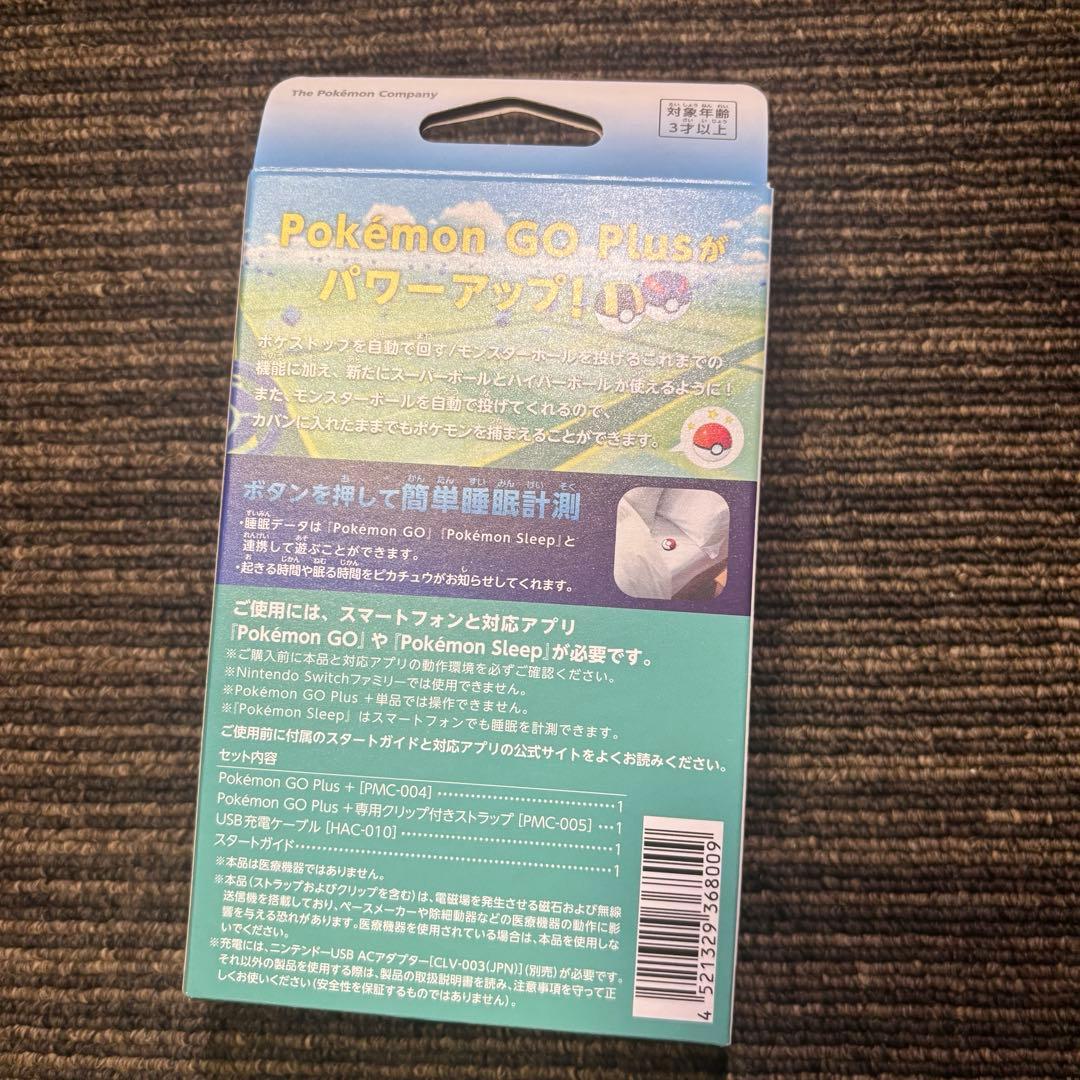 The Pokémon Company
対象年齢
3才以上
Pokémon GO Plusが
パワーアップ!
ポケストップを自動で回す/モンスターボールを投げるこれまでの
機能に加え、新たにスーパーボールとハイパーボールが使えるように!
また、モンスターボールを自動で投げてくれるので、
カバンに入れたままでもポケモンを捕まえることができます。
ボタンを押して簡単睡眠計測
・睡眠データは『Pokémon GO』『Pokémon Sleep』と
連携して遊ぶことができます。
・起きる時間や眠る時間をピカチュウがお知らせしてくれます。
ご使用には、スマートフォンと対応アプリ
『Pokémon GO』や『Pokémon Sleep』が必要です。
※ご購入前に本品と対応アプリの動作環境を必ずご確認ください。
※Nintendo Switchファミリーでは使用できません。
※Pokémon GO Plus +単品では操作できません。
※『Pokémon Sleep』はスマートフォンでも睡眠を計測できます。
ご使用前に付属のスタートガイドと対応アプリの公式サイトをよくお読みください。
セット内容
Pokémon GO Plus + [PMC-004] ……………………………1
Pokémon GO Plus +専用クリップ付きストラップ [PMC-005] …1
USB充電ケーブル [HAC-010] ……………………………1
スタートガイド……………………………………………1
※本品は医療機器ではありません。
※本品(ストラップおよびクリップを含む)は、電磁場を発生させる磁石および無線
送信機を搭載しており、ペースメーカーや除細動器などの医療機器の動作に影
響を与える恐れがあります。医療機器を使用されている場合は、本品を使用しな
いでください。
※充電には、ニンテンドーUSB ACアダプター[CLV-003(JPN)](別売)が必要です。
それ以外の製品を使用する際は、製品の取扱説明書を読み、注意事項を守って正
しくお使いください(安全性を保証するものではありません)。
4 521329 368009